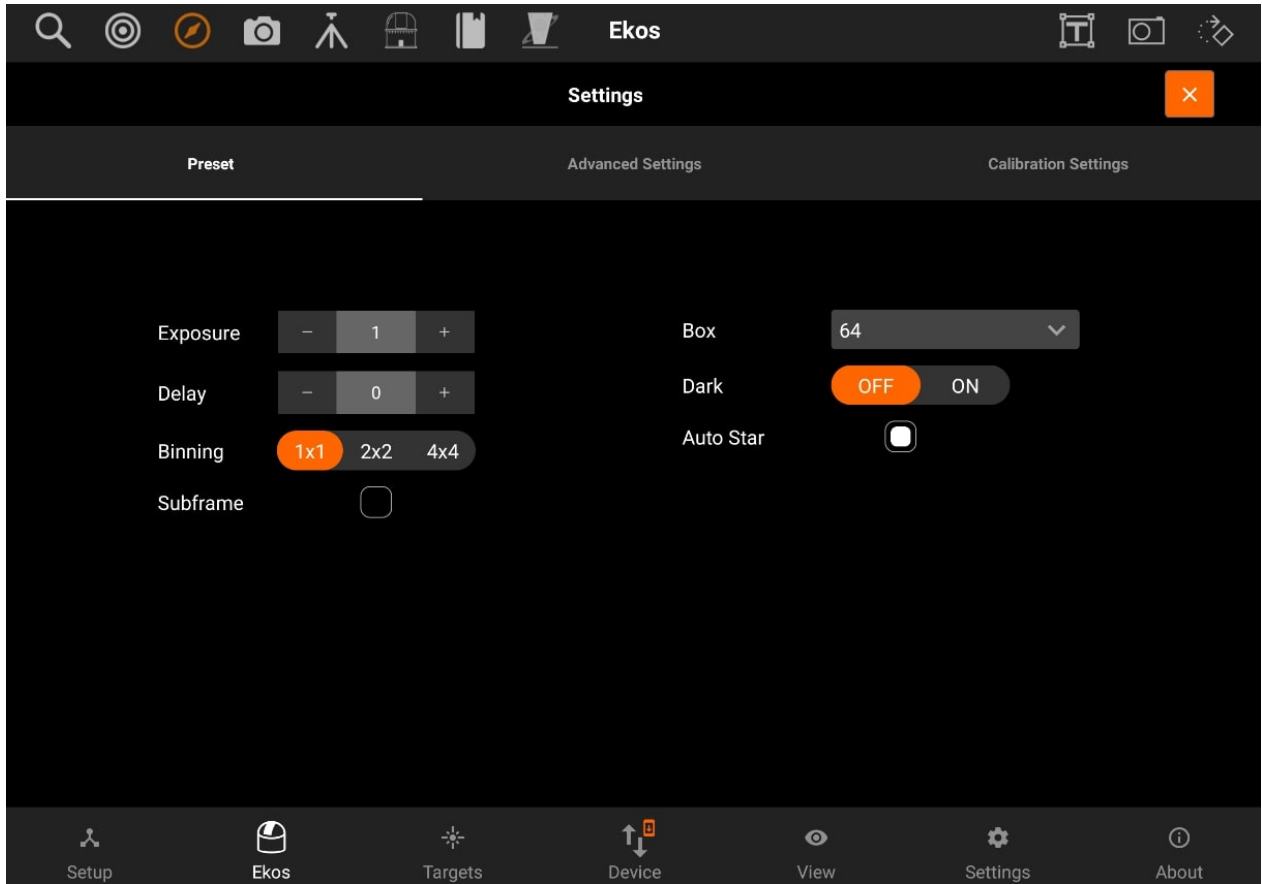 Ekos
Settings
Preset
Advanced Settings
Calibration Settings
Exposure
1
Delay
0
Binning
1x1 2x2 4x4
Subframe
Box
64
Dark
OFF ON
Auto Star
Setup
Ekos
Targets
Device
View
Settings
About